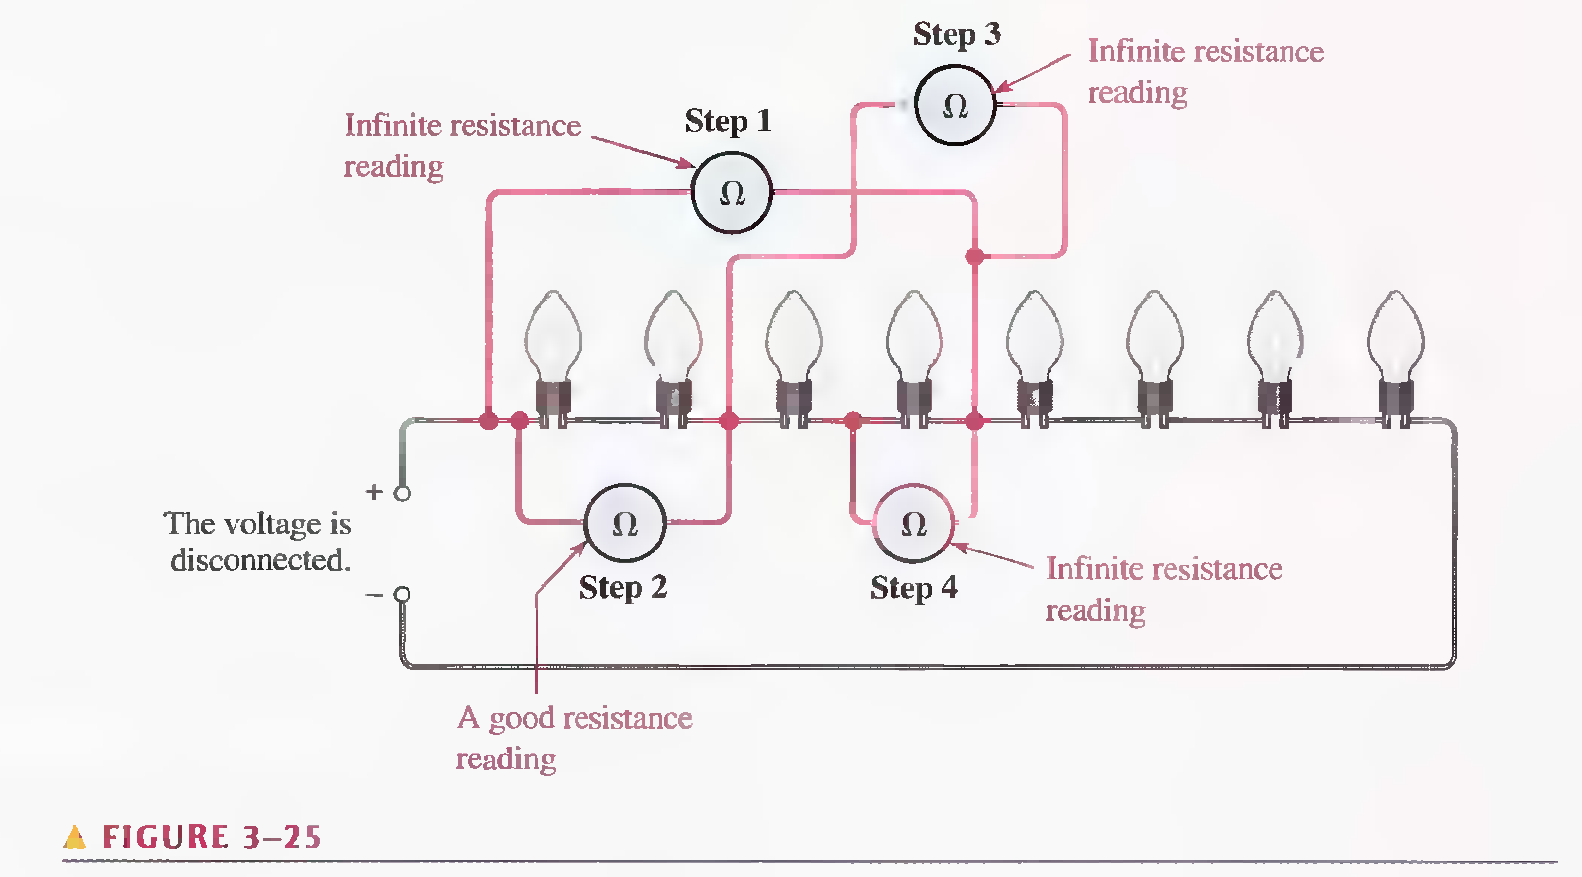 Step 3
Infinite resistance
reading
Step 1
Infinite resistance
reading
Ω
Ω
+
The voltage is
disconnected.
−
Ω
Ω
Step 2
Step 4
Infinite resistance
reading
A good resistance
reading
▲ FIGURE 3–25